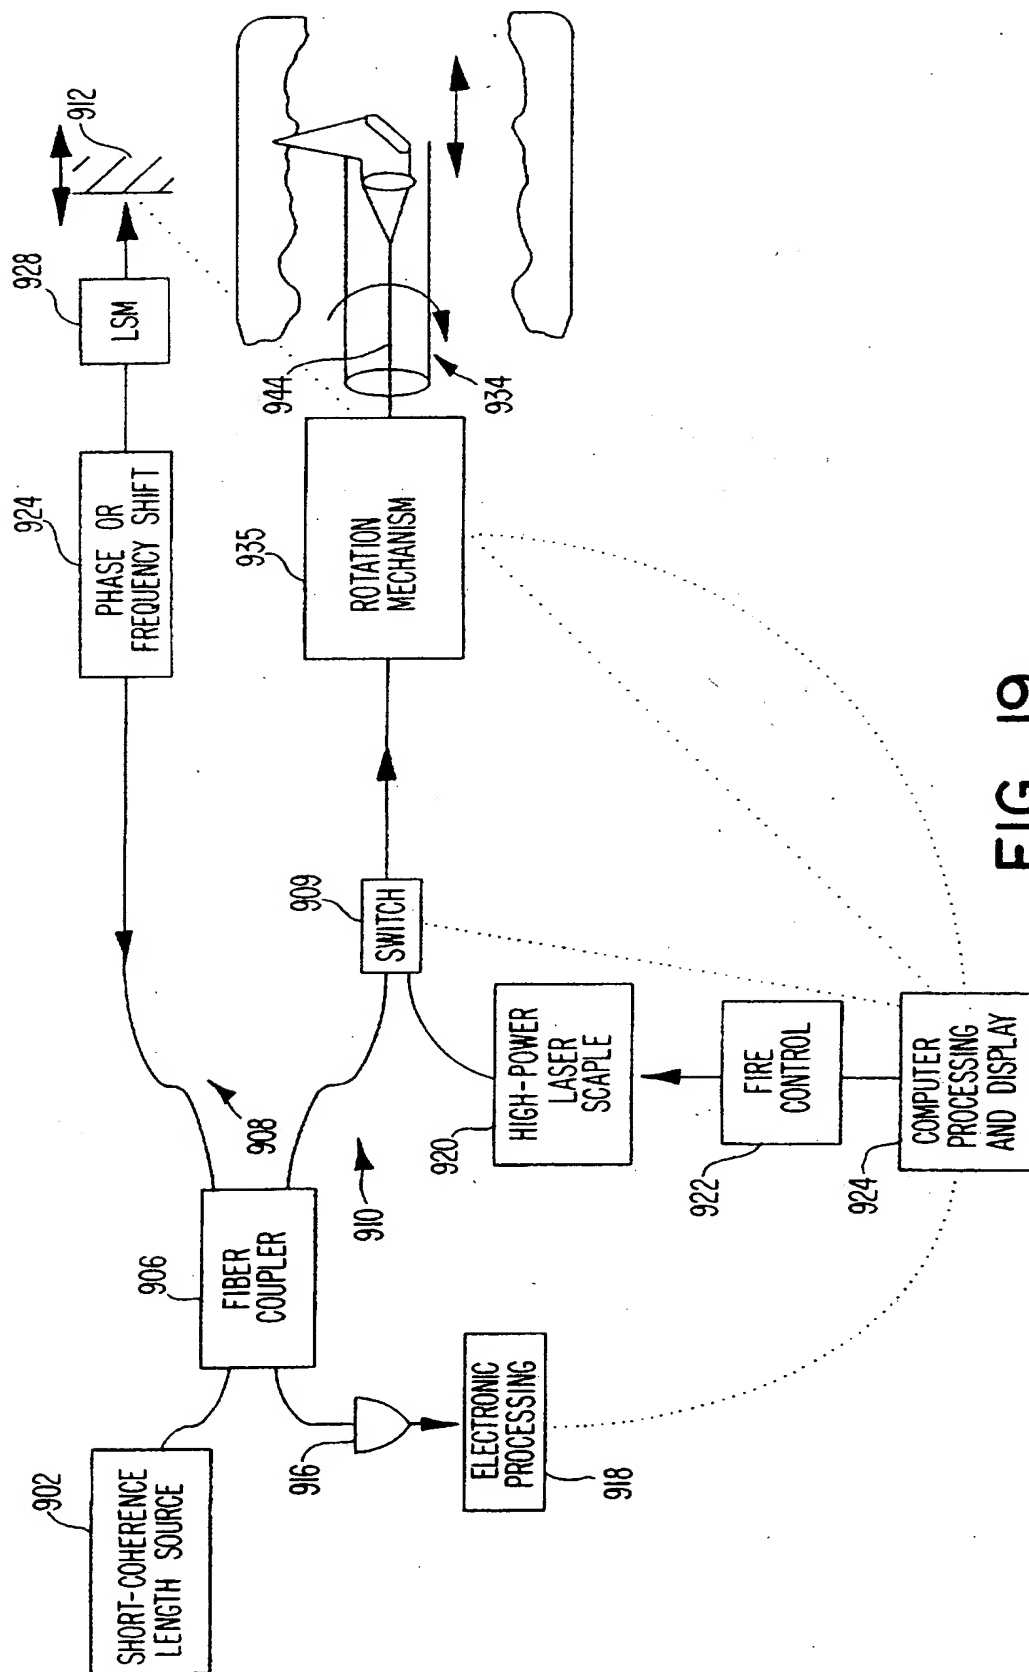 902
SHORT-COHERENCE
LENGTH SOURCE
924
PHASE OR
FREQUENCY SHIFT
928
LSM
912
906
FIBER
COUPLER
908
910
916
ELECTRONIC
PROCESSING
918
909
SWITCH
935
ROTATION
MECHANISM
944
934
920
HIGH-POWER
LASER
SCAPLE
922
FIRE
CONTROL
924
COMPUTER
PROCESSING
AND DISPLAY
FIG 19